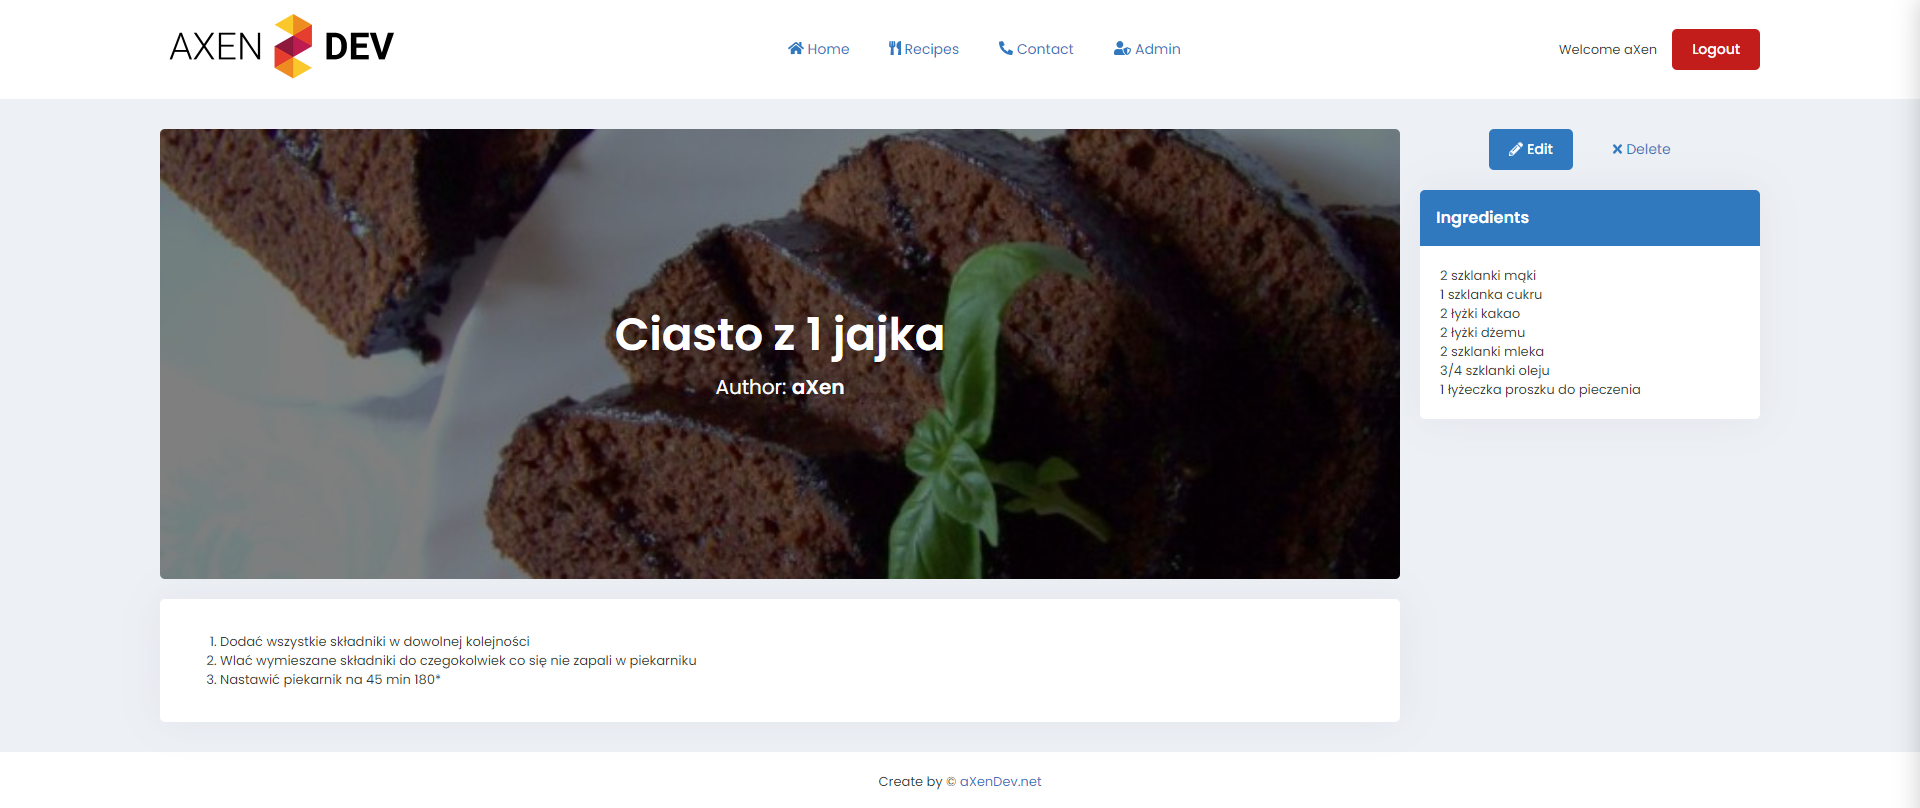 AXEN DEV
Home Recipes Contact Admin
Welcome aXen Logout
Ciasto z 1 jajka
Author: aXen
Edit Delete
Ingredients
2 szklanki mąki
1 szklanka cukru
2 łyżki kakao
2 łyżki dżemu
2 szklanki mleka
3/4 szklanki oleju
1 łyżeczka proszku do pieczenia
1. Dodać wszystkie składniki w dowolnej kolejności
2. Wlać wymieszane składniki do czegokolwiek co się nie zapali w piekarniku
3. Nastawić piekarnik na 45 min 180*
Create by © aXenDev.net